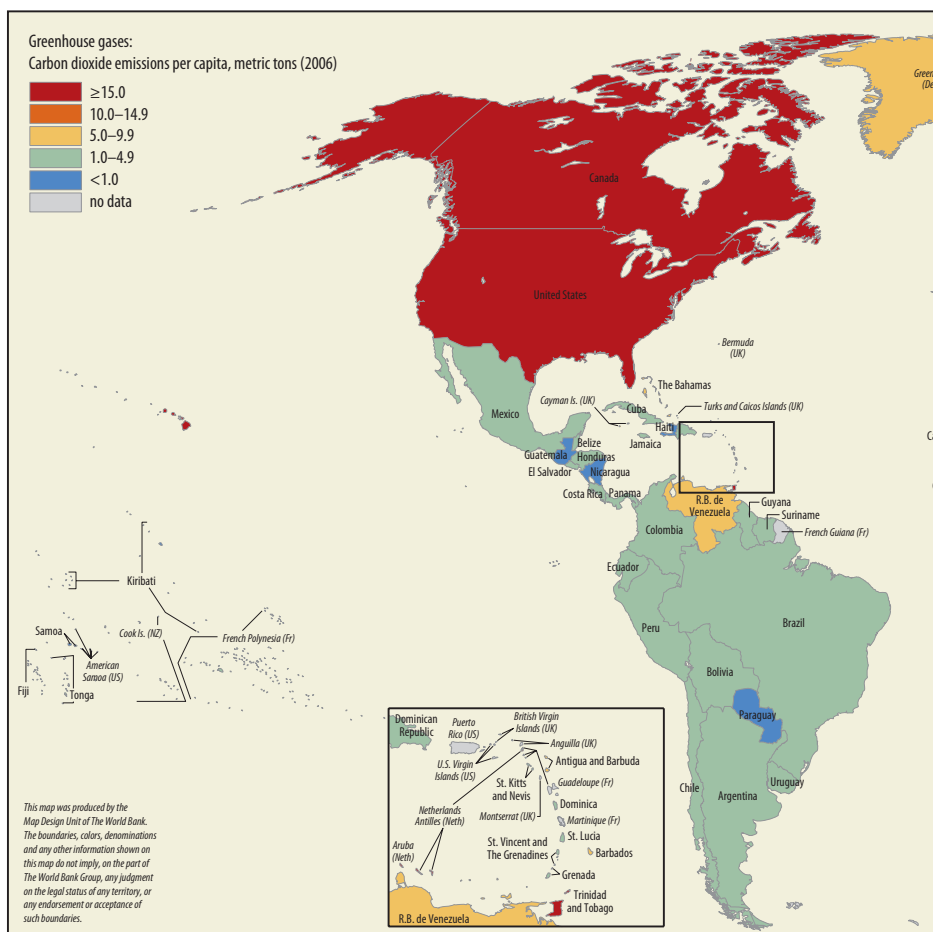 Greenhouse gases:
Carbon dioxide emissions per capita, metric tons (2006)
≥15.0
10.0–14.9
5.0–9.9
1.0–4.9
<1.0
no data
Canada
United States
Bermuda
(UK)
The Bahamas
Cayman Is. (UK)
Cuba
Turks and Caicos Islands (UK)
Mexico
Haiti
Jamaica
Belize
Guatemala
Honduras
El Salvador
Nicaragua
Costa Rica
Panama
R.B. de
Venezuela
Guyana
Suriname
French Guiana (Fr)
Colombia
Ecuador
Peru
Brazil
Bolivia
Paraguay
Chile
Argentina
Uruguay
Kiribati
Samoa
Cook Is. (NZ)
French Polynesia (Fr)
American
Samoa (US)
Fiji
Tonga
Dominican
Republic
Puerto
Rico (US)
British Virgin
Islands (UK)
U.S. Virgin
Islands (US)
Anguilla (UK)
Antigua and Barbuda
St. Kitts
and Nevis
Guadeloupe (Fr)
Netherlands
Antilles (Neth)
Montserrat (UK)
Dominica
Martinique (Fr)
St. Lucia
Aruba
(Neth)
St. Vincent and
The Grenadines
Barbados
Grenada
Trinidad
and Tobago
R.B. de Venezuela
This map was produced by the
Map Design Unit of The World Bank.
The boundaries, colors, denominations
and any other information shown on
this map do not imply, on the part of
The World Bank Group, any judgment
on the legal status of any territory, or
any endorsement or acceptance of
such boundaries.